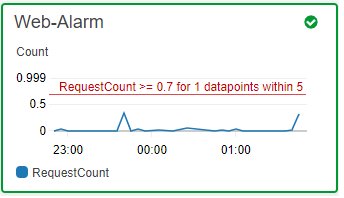 Web-Alarm
Count
0.999
RequestCount >= 0.7 for 1 datapoints within 5
0.5
0
23:00 00:00 01:00
RequestCount